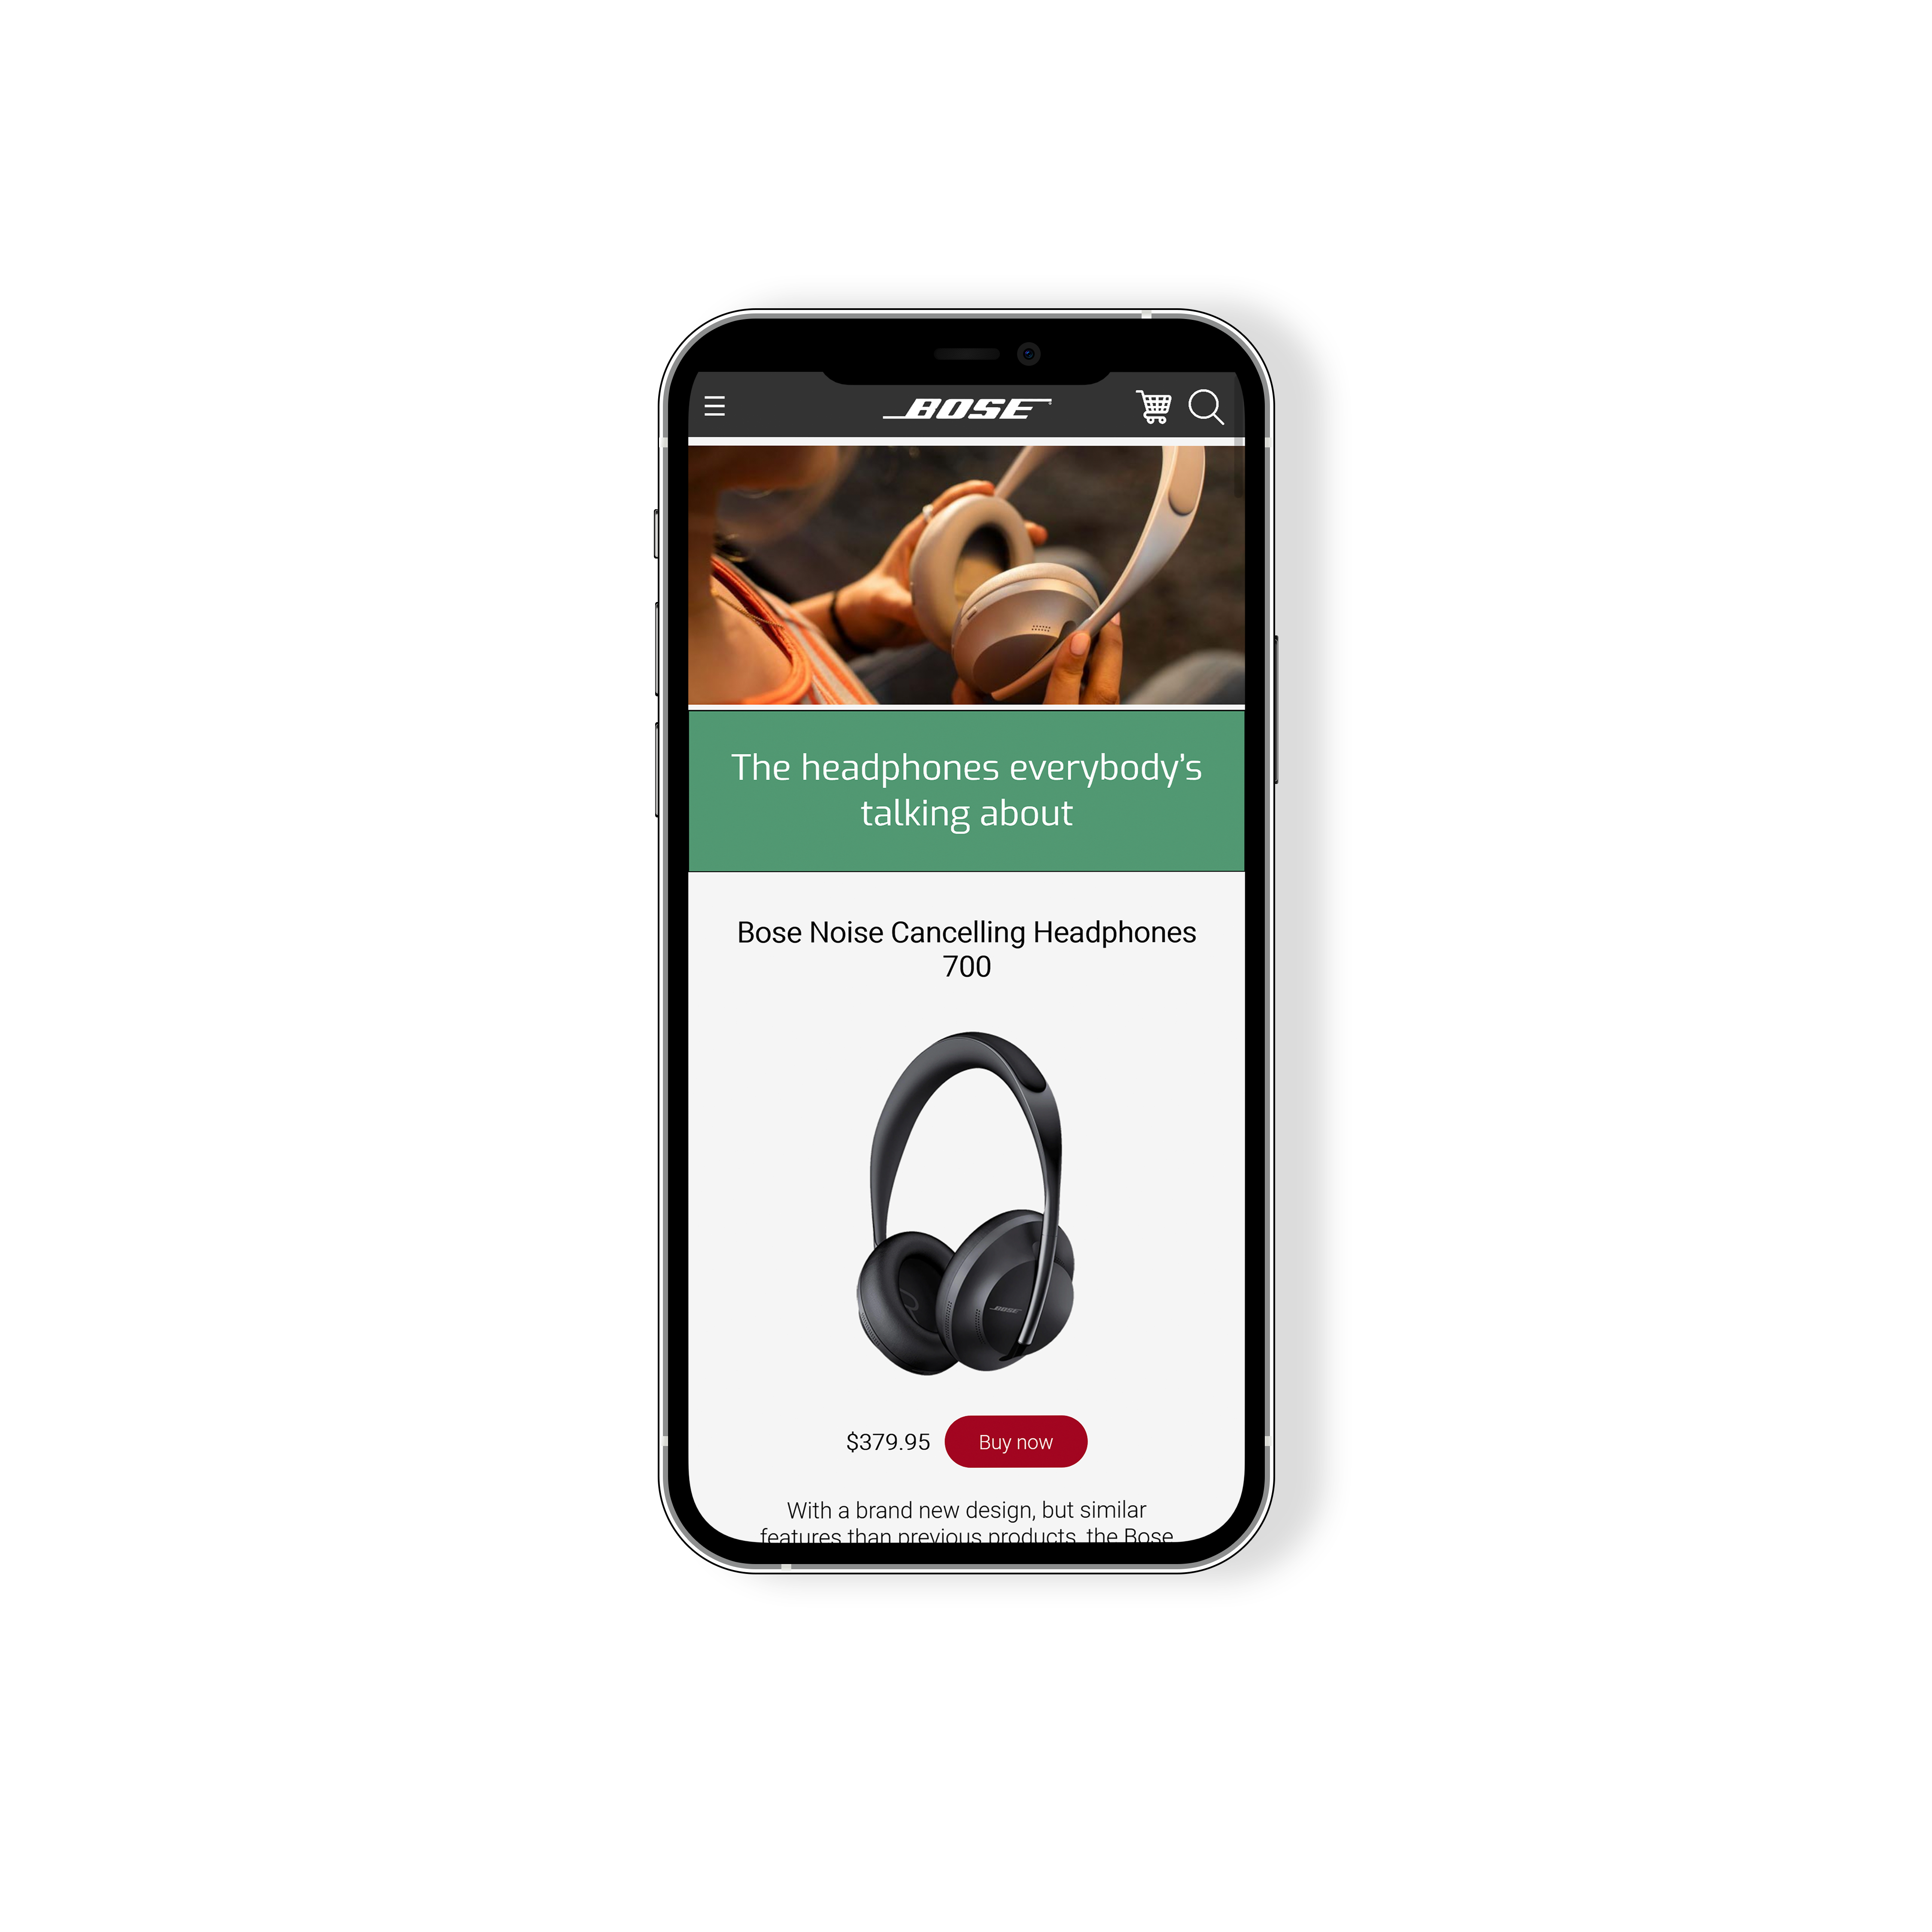 BOSE
The headphones everybody’s
talking about
Bose Noise Cancelling Headphones
700
BOSE
$379.95 Buy now
With a brand new design, but similar
features than previous products, the Bose